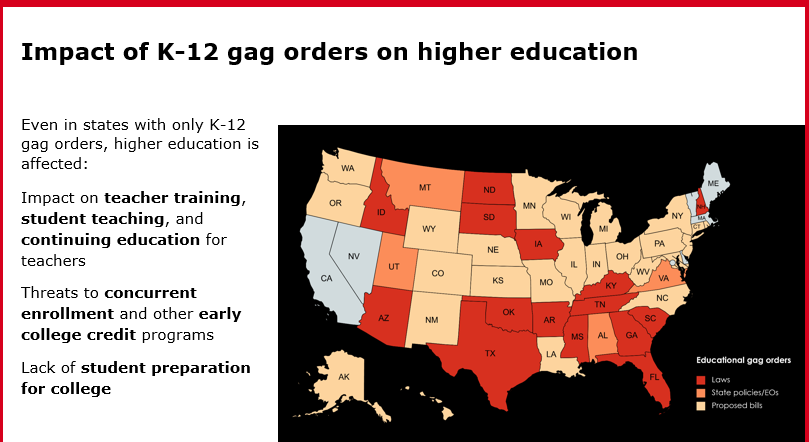 Impact of K-12 gag orders on higher education
Even in states with only K-12
gag orders, higher education is
affected:
Impact on teacher training,
student teaching, and
continuing education for
teachers
Threats to concurrent
enrollment and other early
college credit programs
Lack of student preparation
for college
WA
OR
CA
NV
ID
MT
WY
UT
AZ
CO
NM
ND
SD
NE
KS
OK
TX
MN
IA
MO
AR
LA
WI
IL
MI
IN
OH
KY
TN
MS
AL
GA
FL
SC
NC
VA
WV
PA
NY
ME
NH
MA
CT
AK
Educational gag orders
Laws
State policies/EOs
Proposed bills